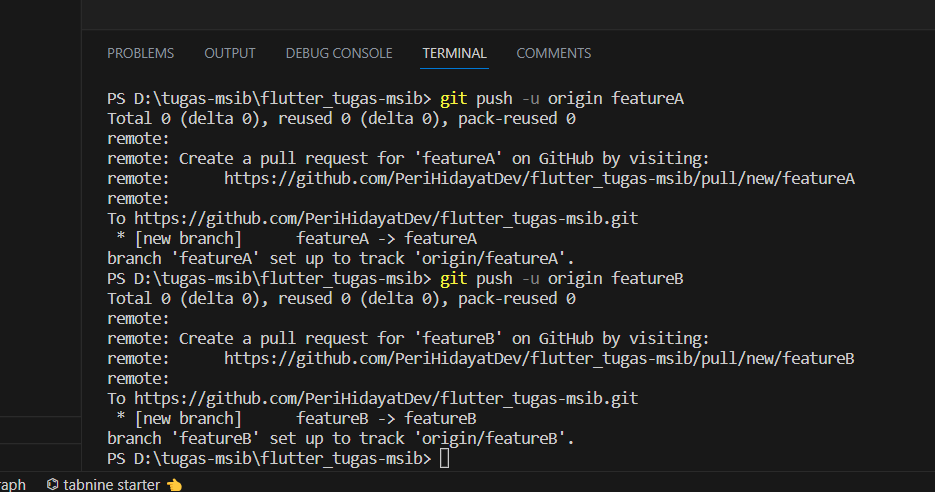 PROBLEMS OUTPUT DEBUG CONSOLE TERMINAL COMMENTS
PS D:\tugas-msib\flutter_tugas-msib> git push -u origin featureA
Total 0 (delta 0), reused 0 (delta 0), pack-reused 0
remote:
remote: Create a pull request for 'featureA' on GitHub by visiting:
remote:      https://github.com/PeriHidayatDev/flutter_tugas-msib/pull/new/featureA
remote:
To https://github.com/PeriHidayatDev/flutter_tugas-msib.git
 * [new branch]      featureA -> featureA
branch 'featureA' set up to track 'origin/featureA'.
PS D:\tugas-msib\flutter_tugas-msib> git push -u origin featureB
Total 0 (delta 0), reused 0 (delta 0), pack-reused 0
remote:
remote: Create a pull request for 'featureB' on GitHub by visiting:
remote:      https://github.com/PeriHidayatDev/flutter_tugas-msib/pull/new/featureB
remote:
To https://github.com/PeriHidayatDev/flutter_tugas-msib.git
 * [new branch]      featureB -> featureB
branch 'featureB' set up to track 'origin/featureB'.
PS D:\tugas-msib\flutter_tugas-msib>
raph tabnine starter 👈